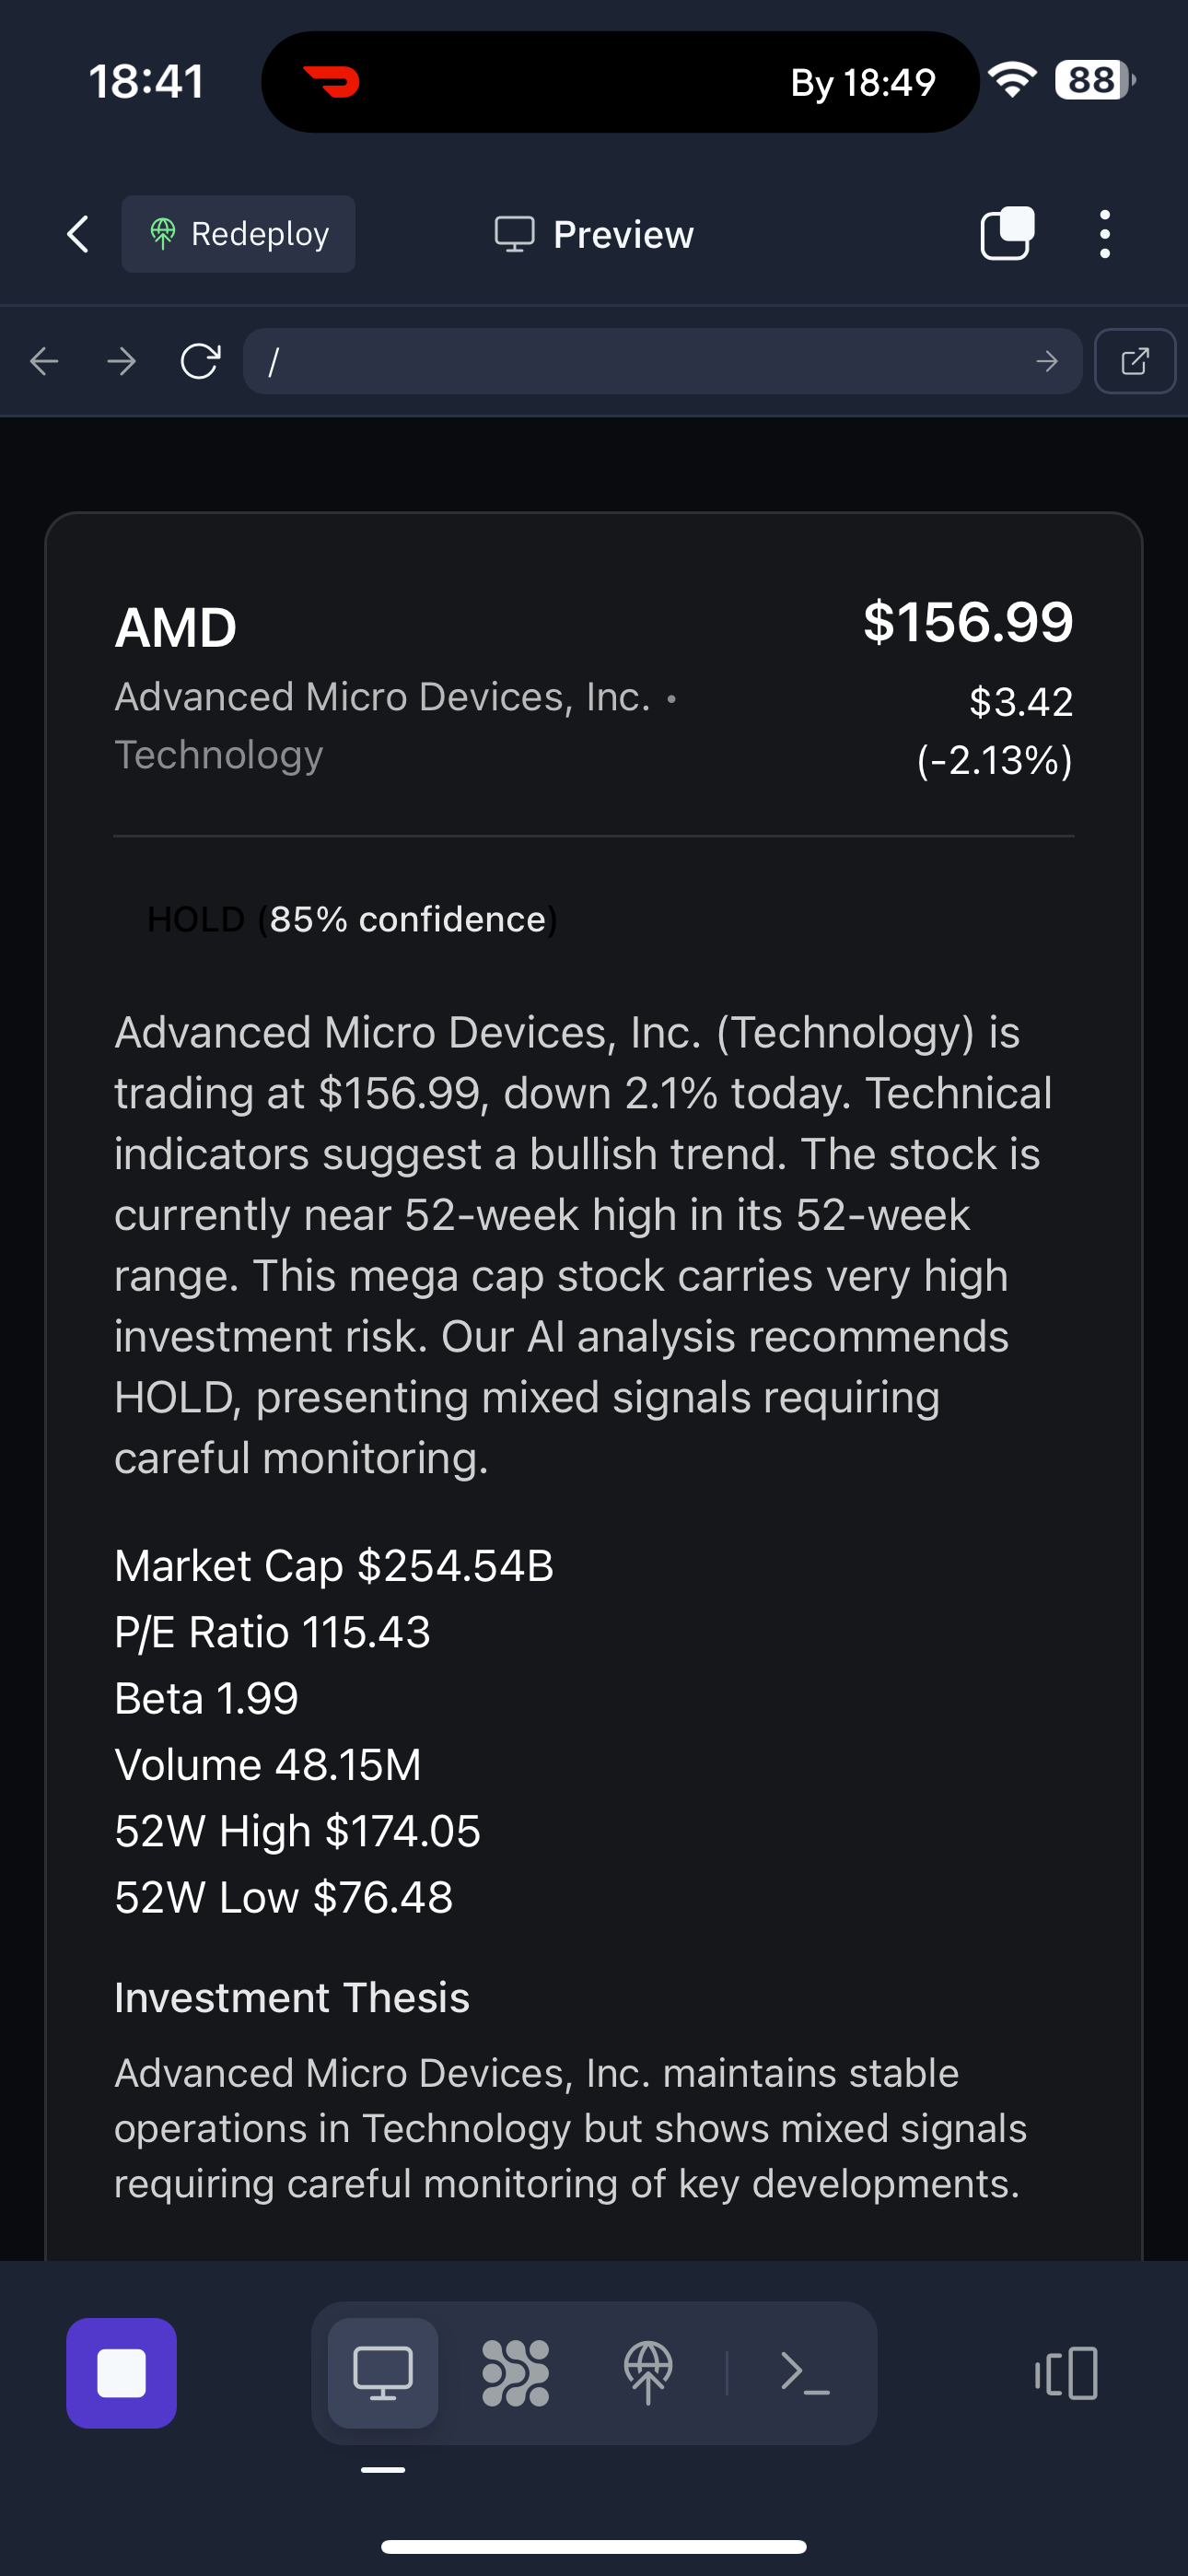 18:41
By 18:49
88
Redeploy
Preview
/
AMD
$156.99
Advanced Micro Devices, Inc. •
Technology
$3.42
(-2.13%)
HOLD (85% confidence)
Advanced Micro Devices, Inc. (Technology) is
trading at $156.99, down 2.1% today. Technical
indicators suggest a bullish trend. The stock is
currently near 52-week high in its 52-week
range. This mega cap stock carries very high
investment risk. Our AI analysis recommends
HOLD, presenting mixed signals requiring
careful monitoring.
Market Cap $254.54B
P/E Ratio 115.43
Beta 1.99
Volume 48.15M
52W High $174.05
52W Low $76.48
Investment Thesis
Advanced Micro Devices, Inc. maintains stable
operations in Technology but shows mixed signals
requiring careful monitoring of key developments.